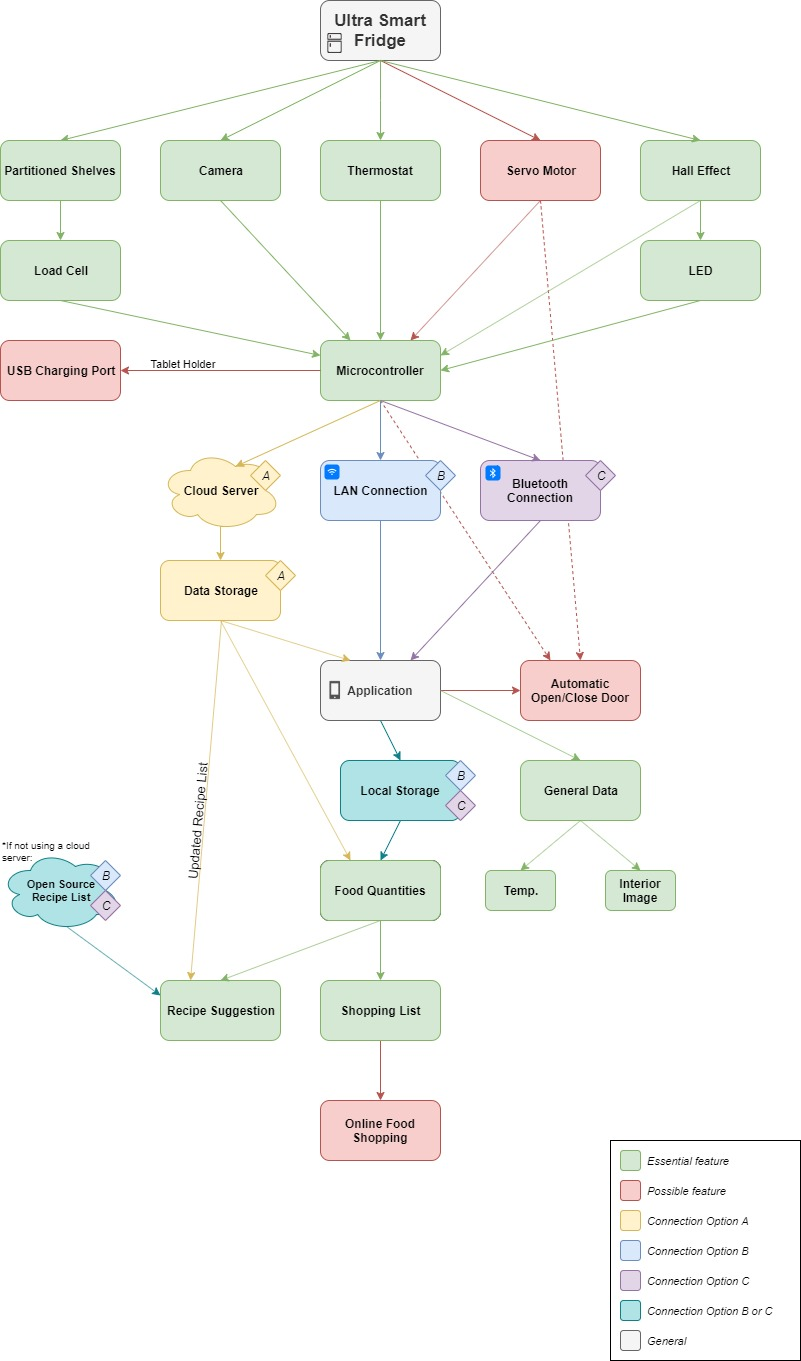 Ultra Smart
Fridge
Partitioned Shelves
Camera
Thermostat
Servo Motor
Hall Effect
Load Cell
LED
USB Charging Port
Tablet Holder
Microcontroller
Cloud Server
A
LAN Connection
B
Bluetooth
Connection
C
Data Storage
A
Application
Automatic
Open/Close Door
Updated Recipe List
Local Storage
B
C
General Data
*If not using a cloud
server:
Open Source
Recipe List
B
C
Food Quantities
Temp.
Interior
Image
Recipe Suggestion
Shopping List
Online Food
Shopping
Essential feature
Possible feature
Connection Option A
Connection Option B
Connection Option C
Connection Option B or C
General